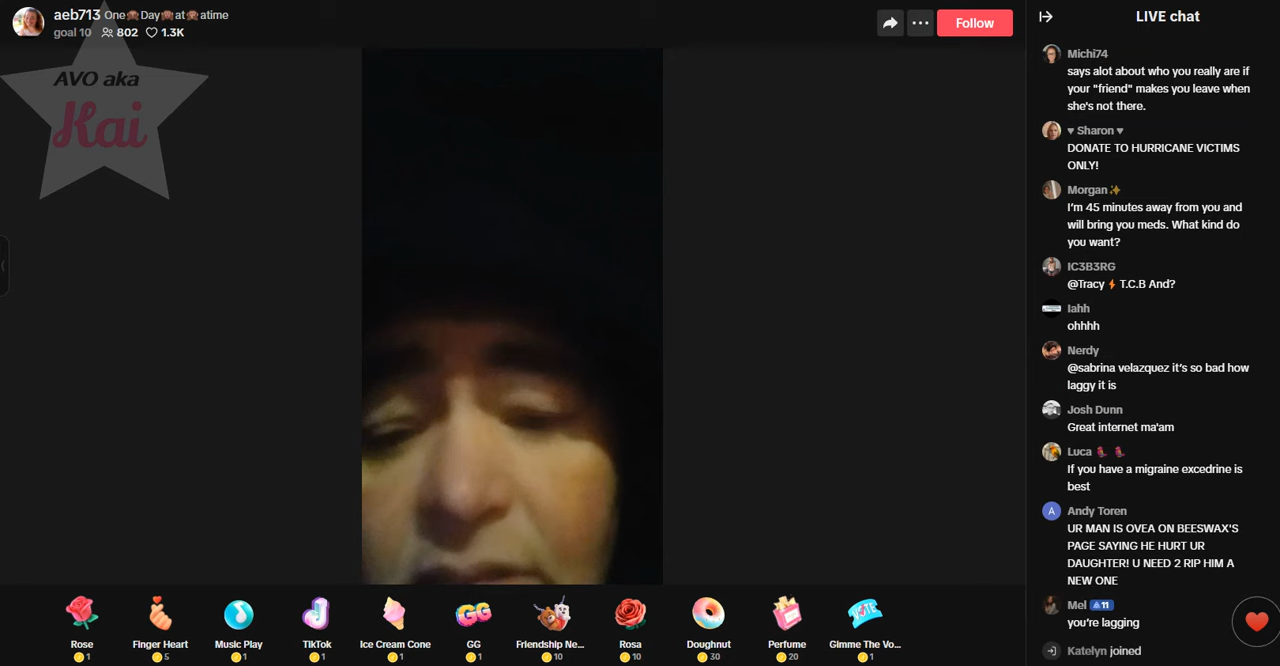 aeb713 One🙈Day🙈at🙈atime
goal 10 802 1.3K
Follow
AVO aka
Kai
LIVE chat
Michi74
says alot about who you really are if
your "friend" makes you leave when
she's not there.
♥ Sharon ♥
DONATE TO HURRICANE VICTIMS
ONLY!
Morgan✨
I'm 45 minutes away from you and
will bring you meds. What kind do
you want?
IC3B3RG
@Tracy⚡T.C.B And?
lahh
ohhhh
Nerdy
@sabrina velazquez it's so bad how
laggy it is
Josh Dunn
Great internet ma'am
Luca
If you have a migraine excedrine is
best
A Andy Toren
UR MAN IS OVEA ON BEESWAX'S
PAGE SAYING HE HURT UR
DAUGHTER! U NEED 2 RIP HIM A
NEW ONE
Mel 11
you're lagging
Katelyn joined
GG
VOTE
Rose Finger Heart Music Play TikTok Ice Cream Cone GG Friendship Ne... Rosa Doughnut Perfume GImme The Vo...
1 5 1 1 1 1 10 10 30 20 1